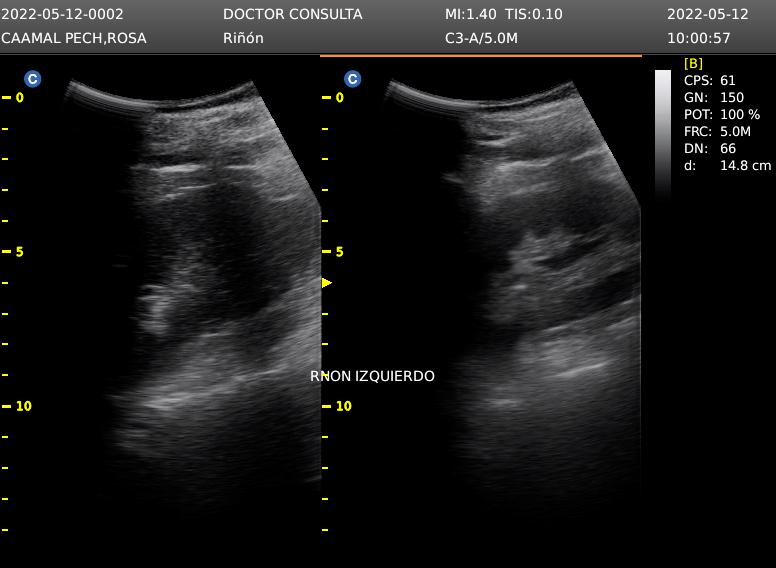 2022-05-12-0002 DOCTOR CONSULTA MI:1.40 TIS:0.10 2022-05-12
CAAMAL PECH,ROSA Riñón C3-A/5.0M 10:00:57
C C [B]
0 0 CPS: 61
GN: 150
POT: 100 %
FRC: 5.0M
DN: 66
d: 14.8 cm
5 5
RÑON IZQUIERDO
10 10